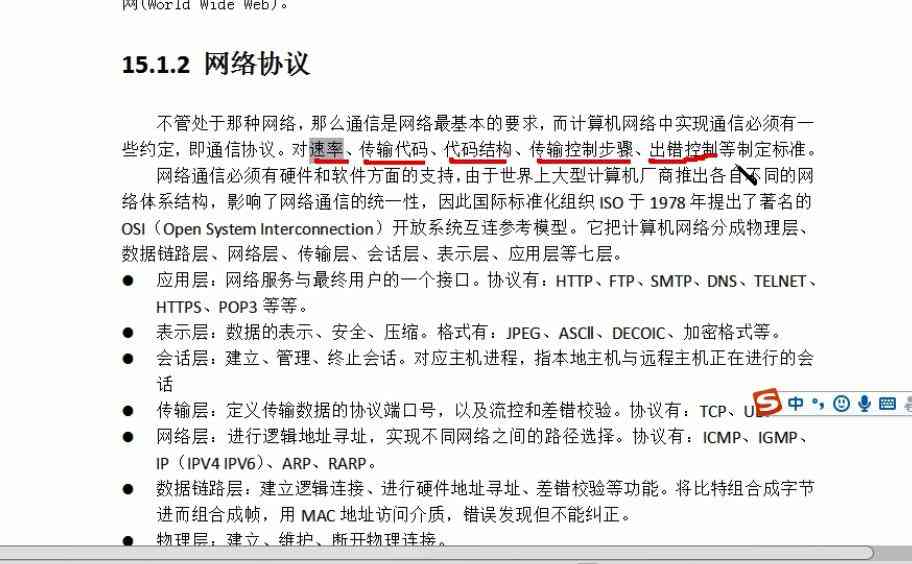 网(World Wide Web)。
15.1.2 网络协议
不管处于那种网络，那么通信是网络最基本的要求，而计算机网络中实现通信必须有一
些约定，即通信协议。对速率、传输代码、代码结构、传输控制步骤、出错控制等制定标准。
网络通信必须有硬件和软件方面的支持，由于世界上大型计算机厂商推出各自不同的网
络体系结构，影响了网络通信的统一性，因此国际标准化组织 ISO 于 1978 年提出了著名的
OSI（Open System Interconnection）开放系统互连参考模型。它把计算机网络分成物理层、
数据链路层、网络层、传输层、会话层、表示层、应用层等七层。
● 应用层：网络服务与最终用户的一个接口。协议有：HTTP、FTP、SMTP、DNS、TELNET、
HTTPS、POP3 等等。
● 表示层：数据的表示、安全、压缩。格式有：JPEG、ASCll、DECOIC、加密格式等。
● 会话层：建立、管理、终止会话。对应主机进程，指本地主机与远程主机正在进行的会
话
● 传输层：定义传输数据的协议端口号，以及流控和差错校验。协议有：TCP、U
中
● 网络层：进行逻辑地址寻址，实现不同网络之间的路径选择。协议有：ICMP、IGMP、
IP（IPV4 IPV6）、ARP、RARP。
● 数据链路层：建立逻辑连接、进行硬件地址寻址、差错校验等功能。将比特组合成字节
进而组合成帧，用 MAC 地址访问介质，错误发现但不能纠正。
● 物理层：建立、维护、断开物理连接。